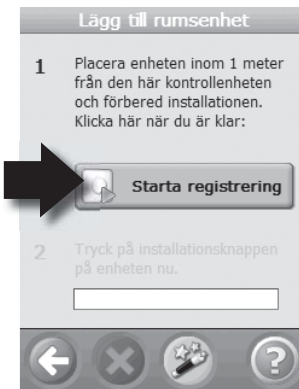 Lägg till rumsenhet
1 Placera enheten inom 1 meter
från den här kontrollenheten
och förbered installationen.
Klicka här när du är klar:
Starta registrering
2 Tryck på installationsknappen
på enheten nu.
?